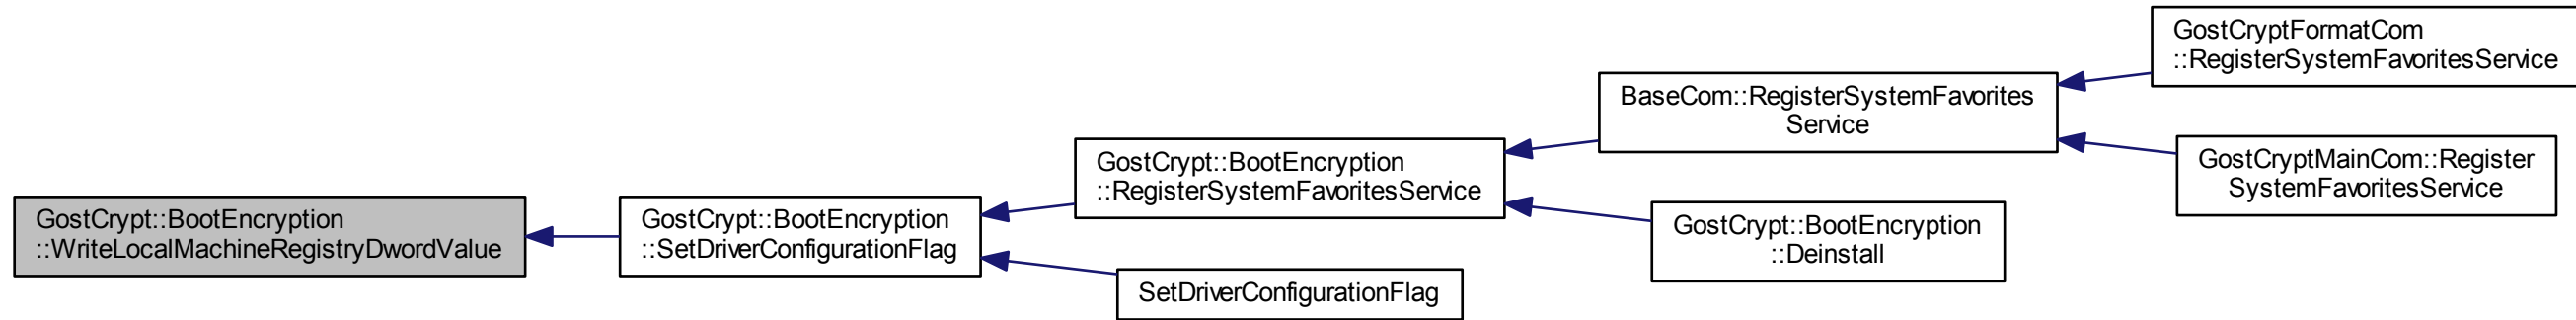 GostCrypt::BootEncryption
::WriteLocalMachineRegistryDwordValue
GostCrypt::BootEncryption
::SetDriverConfigurationFlag
GostCrypt::BootEncryption
::RegisterSystemFavoritesService
SetDriverConfigurationFlag
BaseCom::RegisterSystemFavorites
Service
GostCrypt::BootEncryption
::Deinstall
GostCryptFormatCom
::RegisterSystemFavoritesService
GostCryptMainCom::Register
SystemFavoritesService